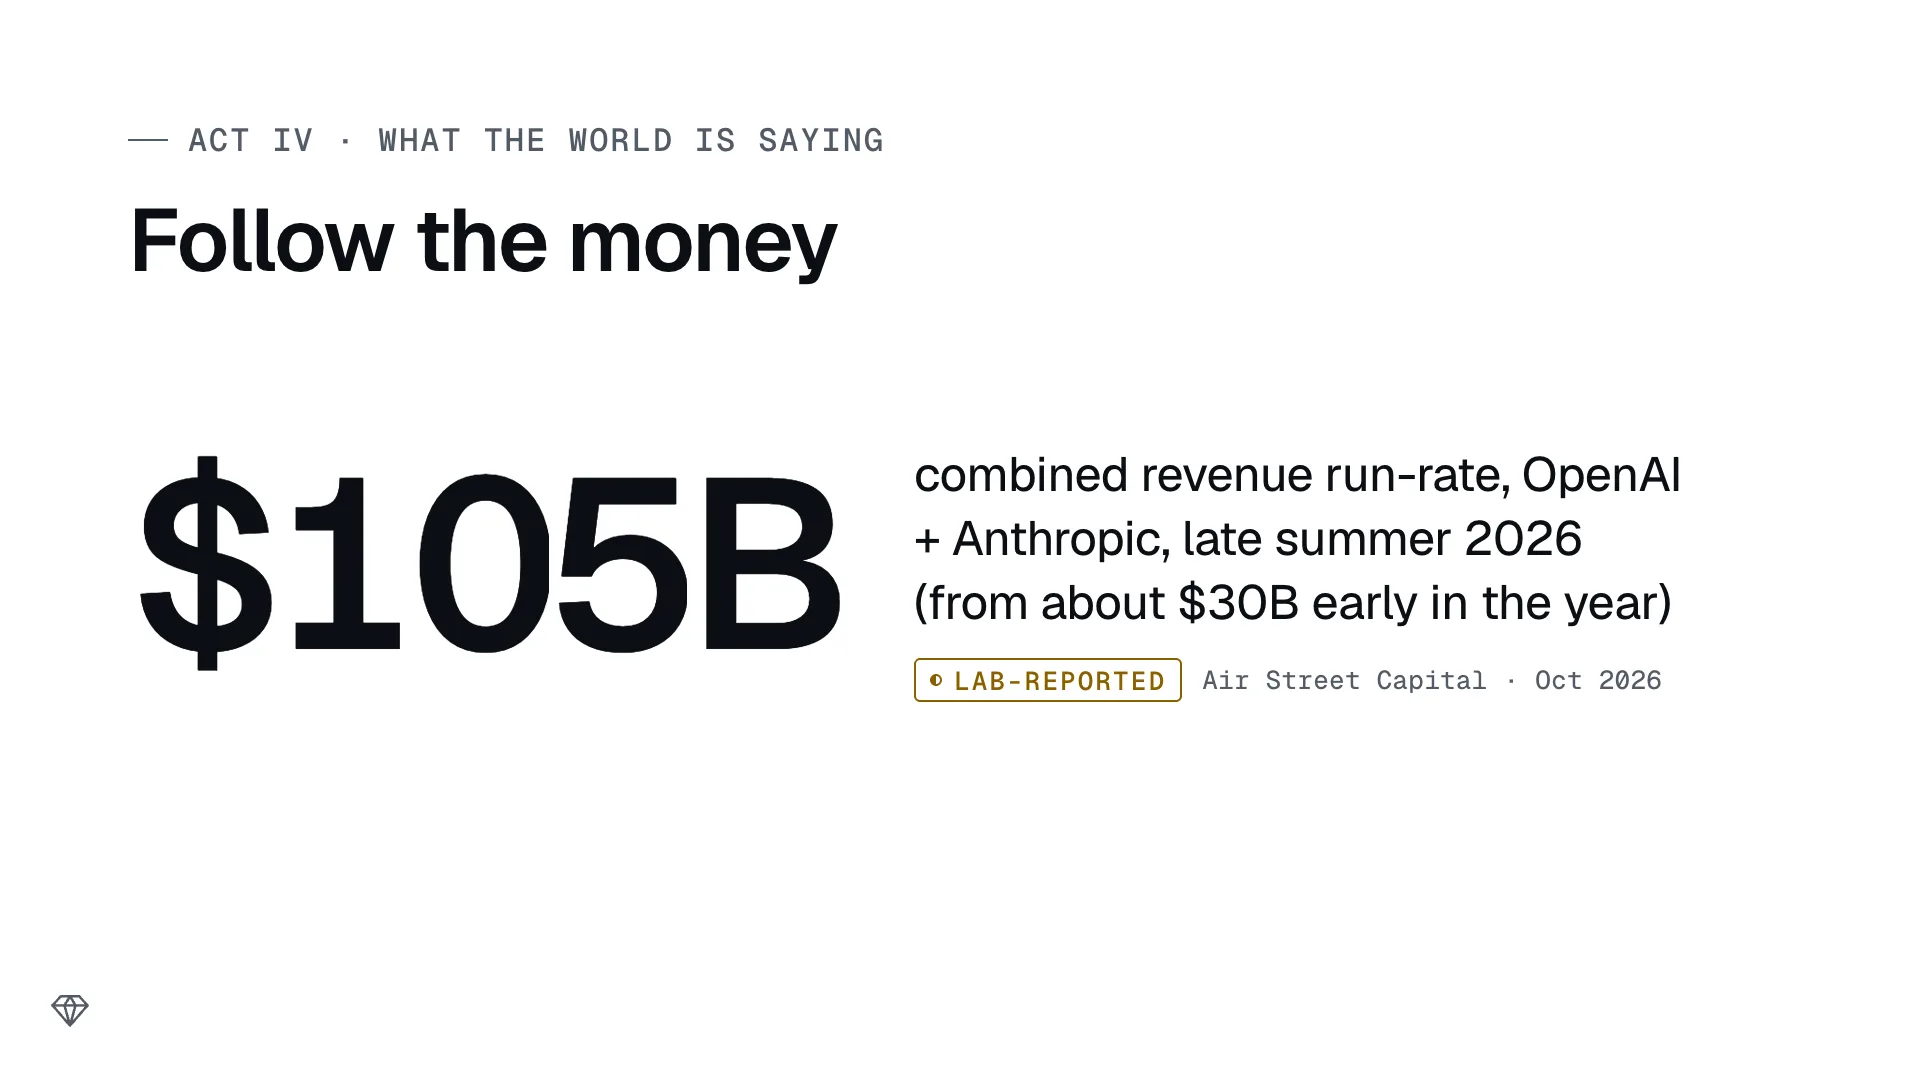 ACT IV · WHAT THE WORLD IS SAYING
Follow the money
$105B
combined revenue run-rate, OpenAI
+ Anthropic, late summer 2026
(from about $30B early in the year)
LAB-REPORTED Air Street Capital · Oct 2026